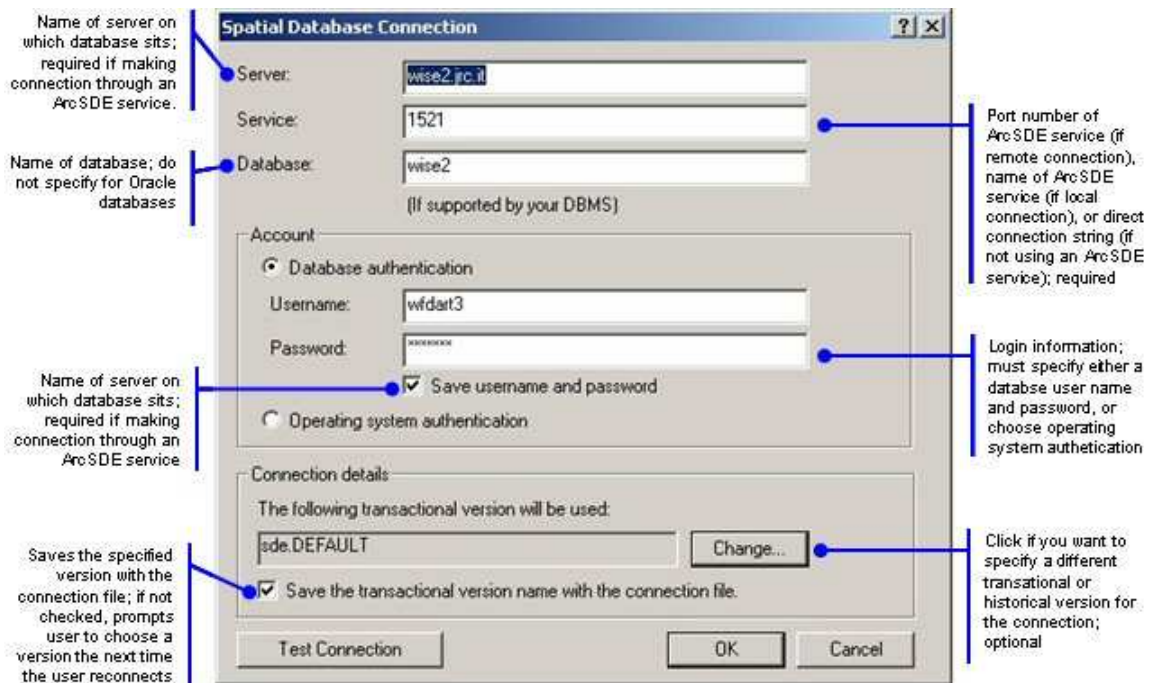 Name of server on
which database sits;
required if making
connection through an
ArcSDE service.
Name of database; do
not specify for Oracle
databases
Name of server on
which database sits;
required if making
connection through an
ArcSDE service
Saves the specified
version with the
connection file; if not
checked, prompts
user to choose a
version the next time
the user reconnects
Spatial Database Connection
Server:
wise2.jrc.it
Service:
1521
Database:
wise2
(If supported by your DBMS)
Account
Database authentication
Username:
wfdart3
Password:
*******
Save username and password
Operating system authentication
Connection details
The following transactional version will be used:
sde.DEFAULT
Change...
Save the transactional version name with the connection file.
Test Connection
OK
Cancel
Port number of
ArcSDE service (if
remote connection),
name of ArcSDE
service (if local
connection), or direct
connection string (if
not using an ArcSDE
service); required
Login information;
must specify either a
databse user name
and password, or
choose operating
system authetication
Click if you want to
specify a different
transational or
historical version for
the connection;
optional